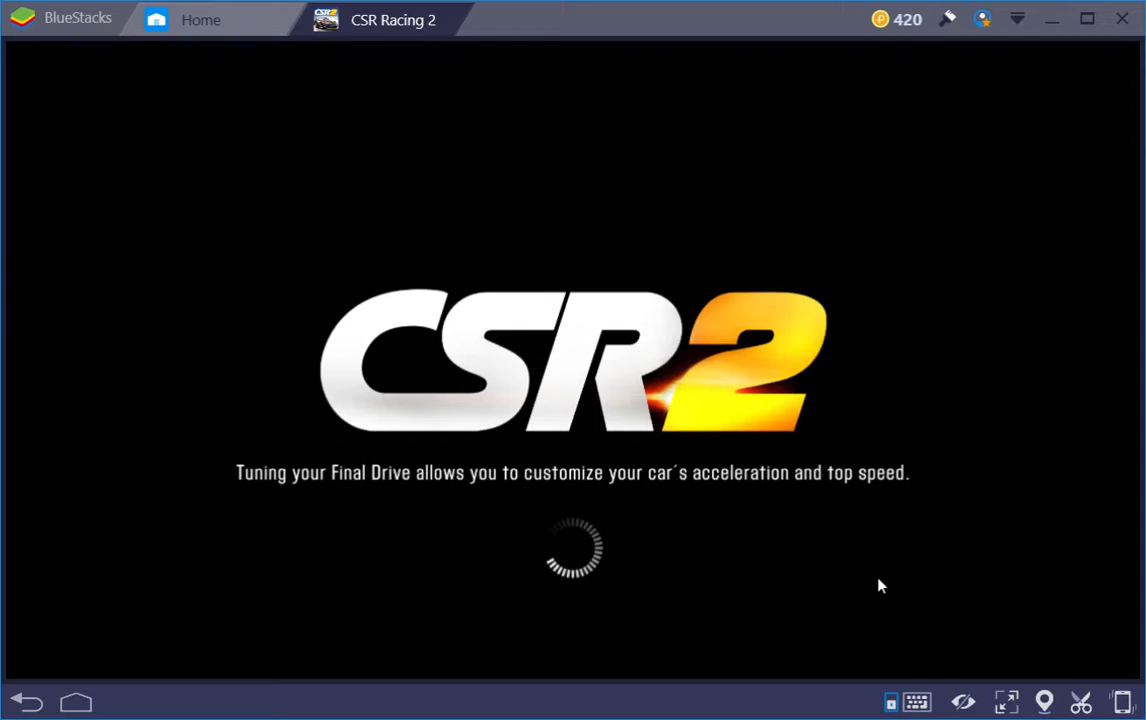 BlueStacks
Home
CSR Racing 2
420
CSR2
Tuning your Final Drive allows you to customize your car´s acceleration and top speed.